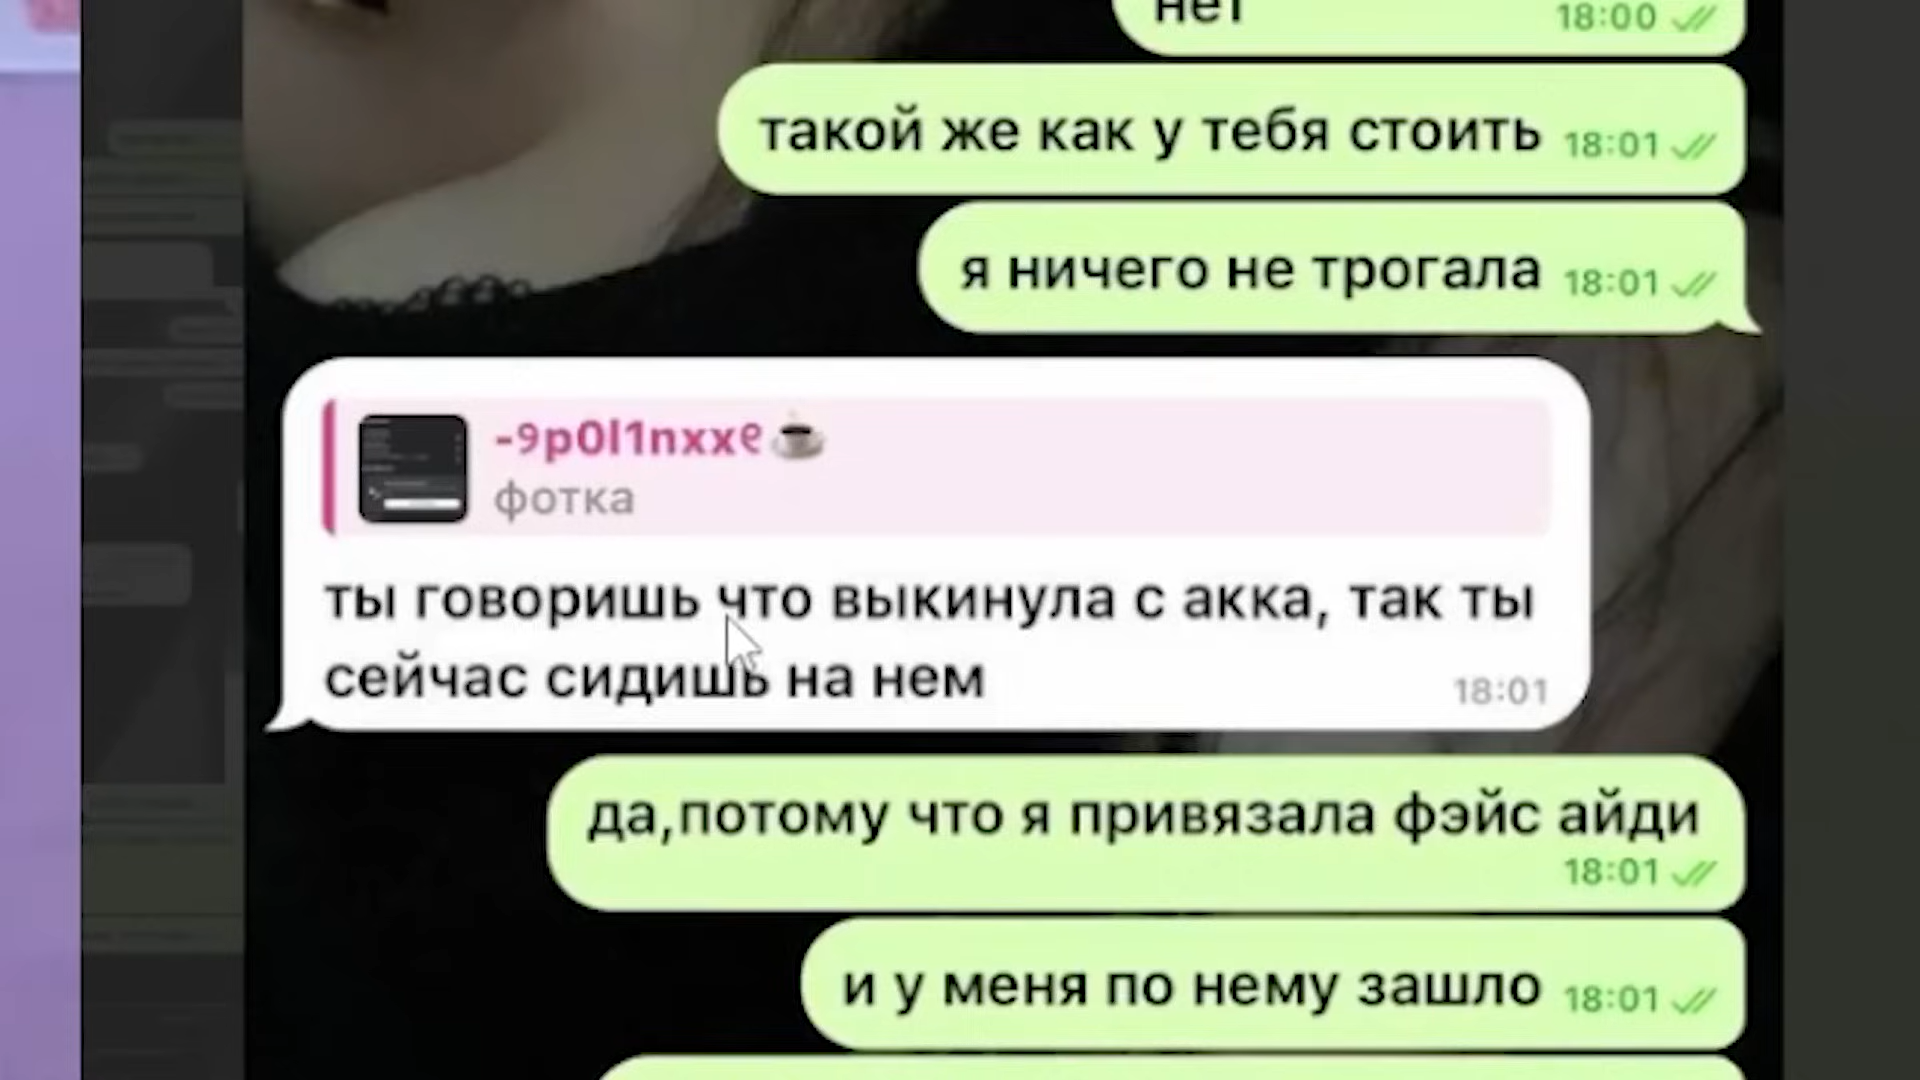 нет 18:00
такой же как у тебя стоить 18:01
я ничего не трогала 18:01
-୨p0l1nxx୧☕
фотка
ты говоришь что выкинула с акка, так ты
сейчас сидишь на нем 18:01
да,потому что я привязала фэйс айди
18:01
и у меня по нему зашло 18:01